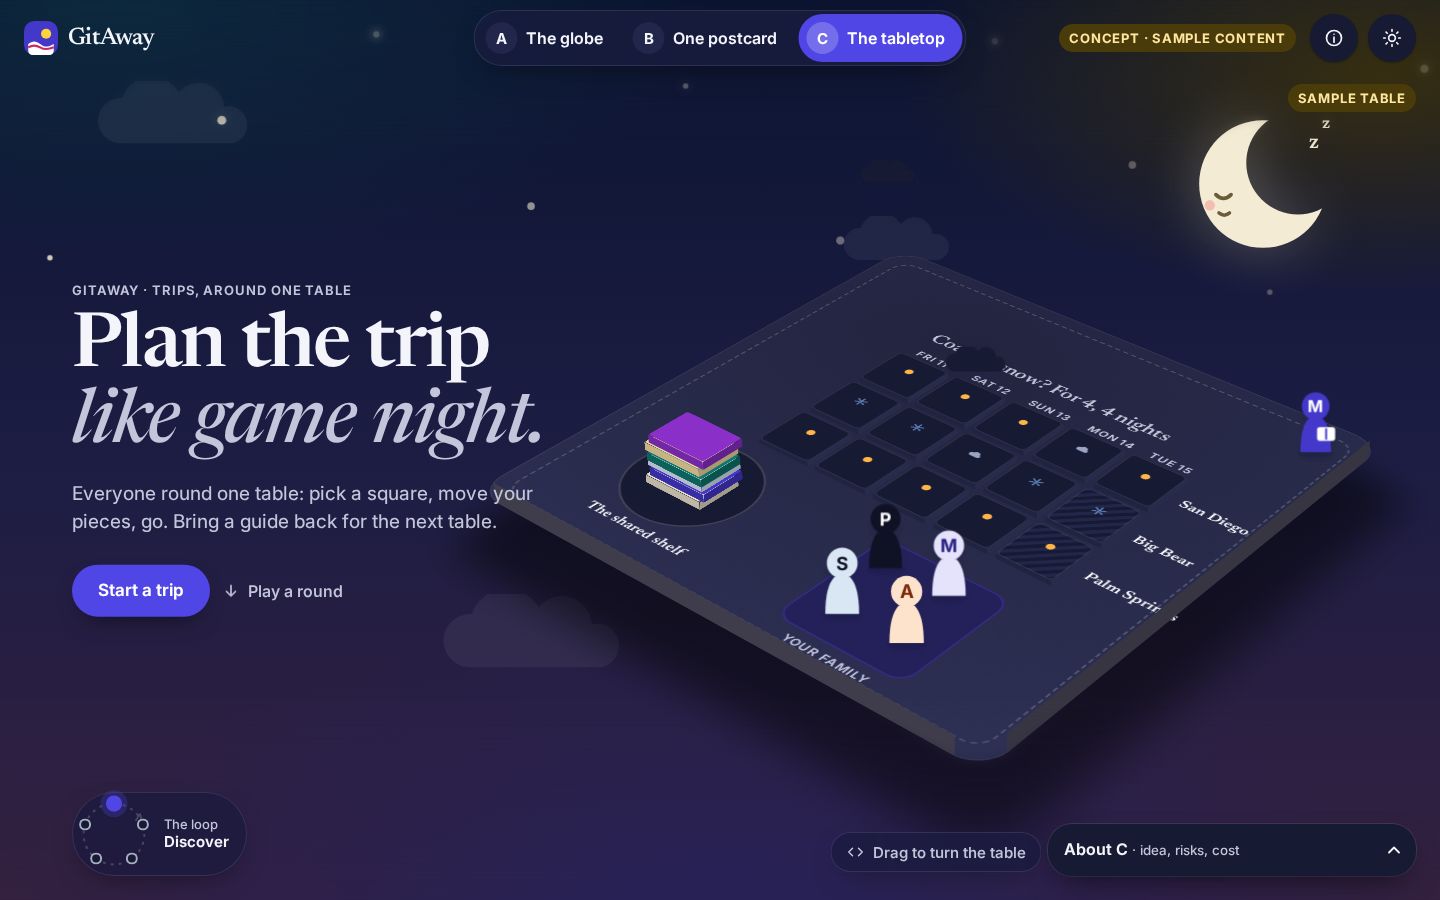 GitAway
A The globe
B One postcard
C The tabletop
CONCEPT · SAMPLE CONTENT
SAMPLE TABLE
z
z
GITAWAY · TRIPS, AROUND ONE TABLE
Plan the trip
like game night.
Everyone round one table: pick a square, move your
pieces, go. Bring a guide back for the next table.
Start a trip
Play a round
now? For 4, 4 nights
FRI 11
SAT 12
SUN 13
MON 14
TUE 15
San Diego
Big Bear
Palm Springs
The shared shelf
M
P
S
M
A
YOUR FAMILY
The loop
Discover
Drag to turn the table
About C · idea, risks, cost